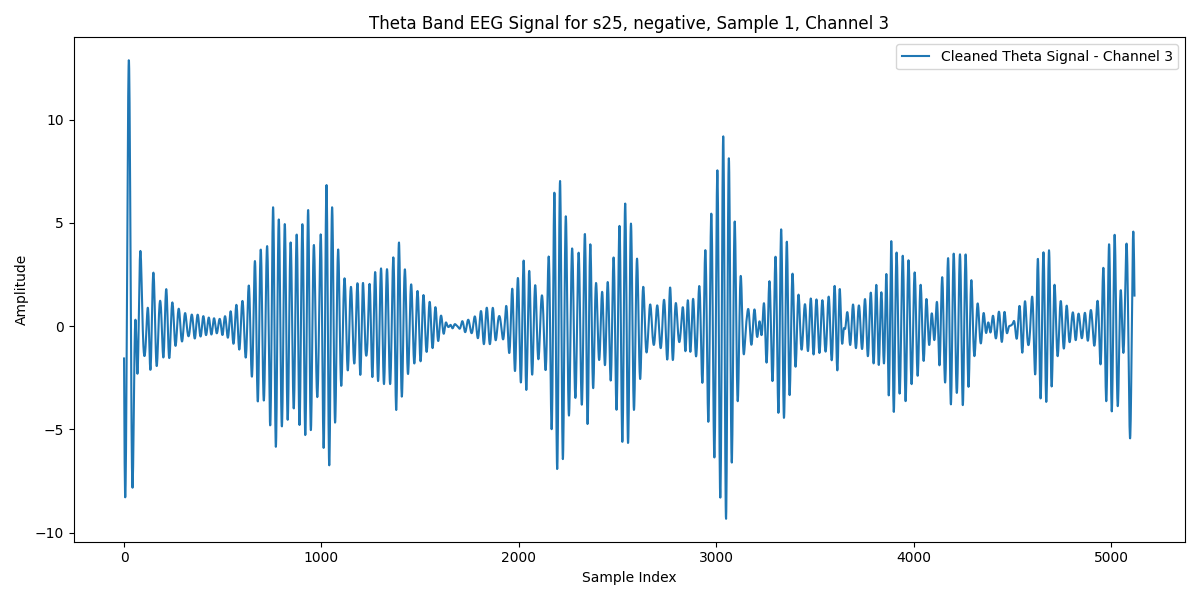 Theta Band EEG Signal for s25, negative, Sample 1, Channel 3
Cleaned Theta Signal - Channel 3
10
5
0
−5
−10
Amplitude
0 1000 2000 3000 4000 5000
Sample Index